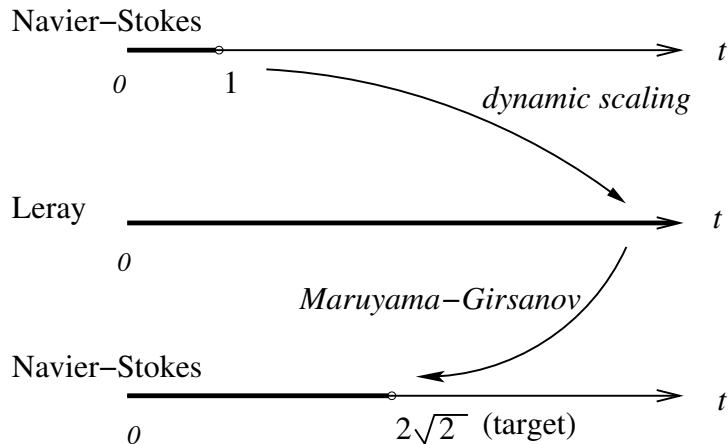 Navier−Stokes
t
0
1
dynamic scaling
Leray
t
0
Maruyama−Girsanov
Navier−Stokes
t
0
2√2 (target)